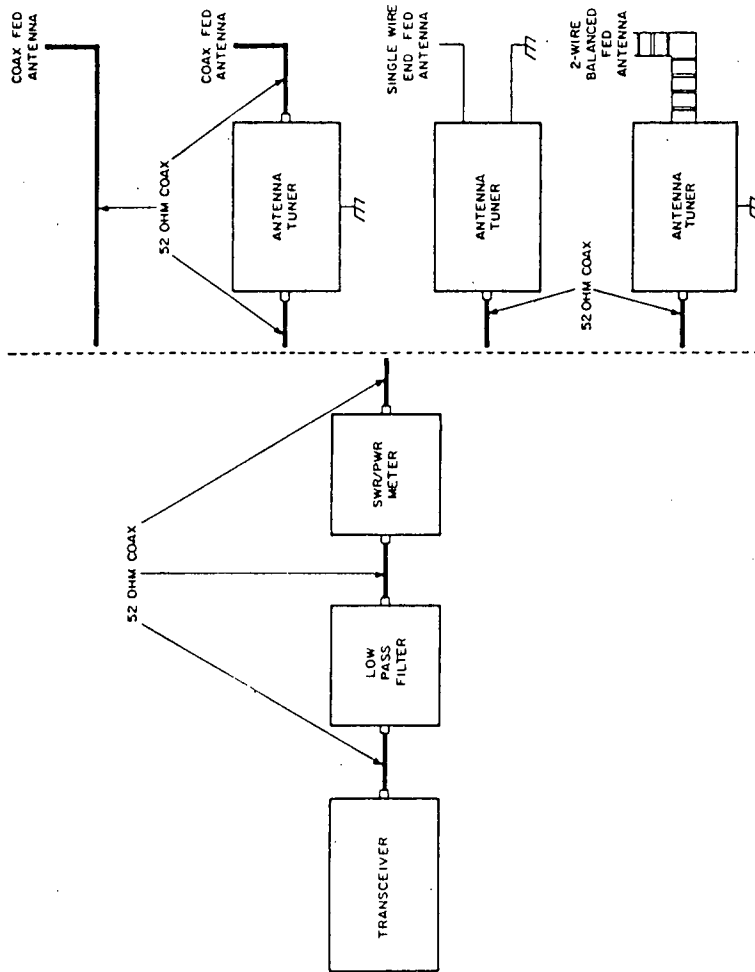 TRANSCEIVER
LOW
PASS
FILTER
SWR/PWR
METER
52 OHM COAX
COAX FED
ANTENNA
52 OHM COAX
COAX FED
ANTENNA
ANTENNA
TUNER
SINGLE WIRE
END FED
ANTENNA
ANTENNA
TUNER
52 OHM COAX
2-WIRE
BALANCED
FED
ANTENNA
ANTENNA
TUNER